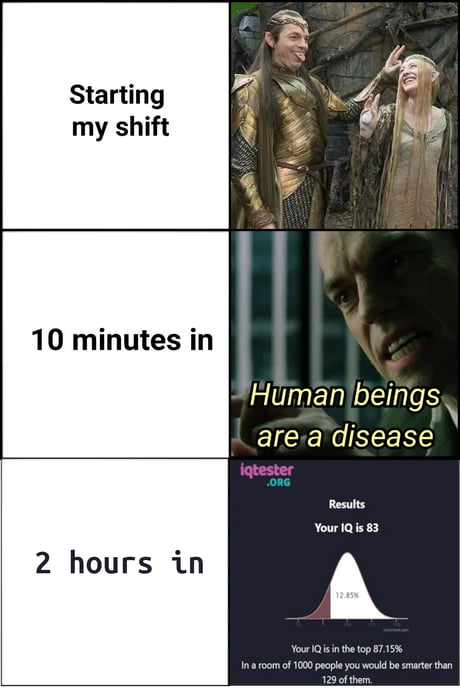 Starting
my shift
10 minutes in
Human beings
are a disease
2 hours in
iqtester
.ORG
Results
Your IQ is 83
12.85%
Your IQ is in the top 87.15%
In a room of 1000 people you would be smarter than
129 of them.